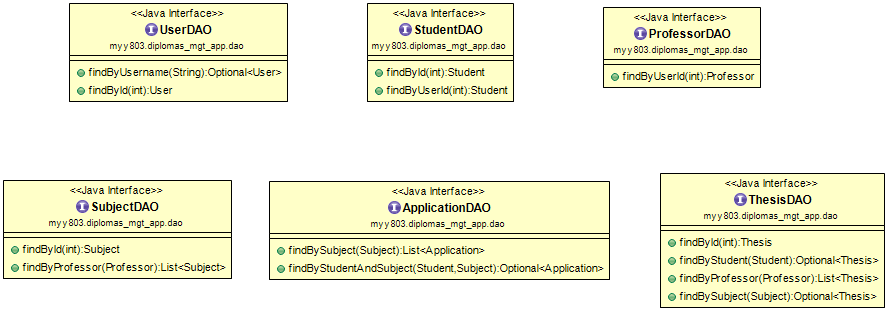 <<Java Interface>>
UserDAO
myy803.diplomas_mgt_app.dao
findByUsername(String):Optional<User>
findById(int):User
<<Java Interface>>
StudentDAO
myy803.diplomas_mgt_app.dao
findById(int):Student
findByUserId(int):Student
<<Java Interface>>
ProfessorDAO
myy803.diplomas_mgt_app.dao
findByUserId(int):Professor
<<Java Interface>>
SubjectDAO
myy803.diplomas_mgt_app.dao
findById(int):Subject
findByProfessor(Professor):List<Subject>
<<Java Interface>>
ApplicationDAO
myy803.diplomas_mgt_app.dao
findBySubject(Subject):List<Application>
findByStudentAndSubject(Student,Subject):Optional<Application>
<<Java Interface>>
ThesisDAO
myy803.diplomas_mgt_app.dao
findById(int):Thesis
findByStudent(Student):Optional<Thesis>
findByProfessor(Professor):List<Thesis>
findBySubject(Subject):Optional<Thesis>